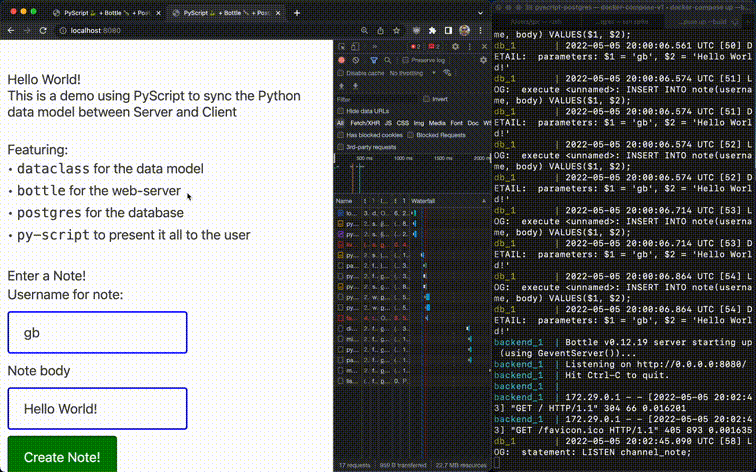 PyScript + Bottle + Pos
PyScript + Bottle + Post
localhost:8080
Hello World!
This is a demo using PyScript to sync the Python
data model between Server and Client
Featuring:
• dataclass for the data model
• bottle for the web-server
• postgres for the database
• py-script to present it all to the user
Enter a Note!
Username for note:
gb
Note body
Hello World!
Create Note!
Preserve log
Disable cache No throttling
Filter
Invert
Hide data URLs
All Fetch/XHR JS CSS Img Media Font Doc WS
Has blocked cookies Blocked Requests
3rd-party requests
500 ms 1000 ms 1500 ms 2000 ms
Name
Waterfall
17 requests
22.7 MB resources
me, body) VALUES($1, $2);
db_1 | 2022-05-05 20:00:06.561 UTC [50] D
ETAIL: parameters: $1 = 'gb', $2 = 'Hello Worl
d!'
db_1 | 2022-05-05 20:00:06.574 UTC [51] L
OG: execute <unnamed>: INSERT INTO note(userna
me, body) VALUES($1, $2);
db_1 | 2022-05-05 20:00:06.574 UTC [51] D
ETAIL: parameters: $1 = 'gb', $2 = 'Hello Worl
d!'
db_1 | 2022-05-05 20:00:06.574 UTC [52] L
OG: execute <unnamed>: INSERT INTO note(userna
me, body) VALUES($1, $2);
db_1 | 2022-05-05 20:00:06.574 UTC [52] D
ETAIL: parameters: $1 = 'gb', $2 = 'Hello Worl
d!'
db_1 | 2022-05-05 20:00:06.714 UTC [53] L
OG: execute <unnamed>: INSERT INTO note(userna
me, body) VALUES($1, $2);
db_1 | 2022-05-05 20:00:06.714 UTC [53] D
ETAIL: parameters: $1 = 'gb', $2 = 'Hello Worl
d!'
db_1 | 2022-05-05 20:00:06.864 UTC [54] L
OG: execute <unnamed>: INSERT INTO note(userna
me, body) VALUES($1, $2);
db_1 | 2022-05-05 20:00:06.864 UTC [54] D
ETAIL: parameters: $1 = 'gb', $2 = 'Hello Worl
d!'
backend_1 | Bottle v0.12.19 server starting up
(using GeventServer())...
backend_1 | Listening on http://0.0.0.0:8080/
backend_1 | Hit Ctrl-C to quit.
backend_1 |
backend_1 | 172.29.0.1 - - [2022-05-05 20:02:4
3] "GET / HTTP/1.1" 304 66 0.016201
backend_1 | 172.29.0.1 - - [2022-05-05 20:02:4
3] "GET /favicon.ico HTTP/1.1" 405 893 0.001635
db_1 | 2022-05-05 20:02:45.090 UTC [58] L
OG: statement: LISTEN channel_note;